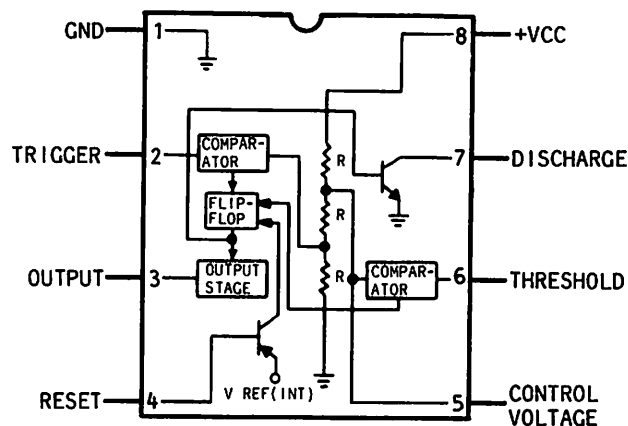 GND 1
8 +VCC
TRIGGER 2
COMPAR-
ATOR
R
7 DISCHARGE
FLIP-
FLOP
R
OUTPUT 3
OUTPUT
STAGE
R
COMPAR-
ATOR
6 THRESHOLD
V REF(INT)
RESET 4
5 CONTROL
VOLTAGE